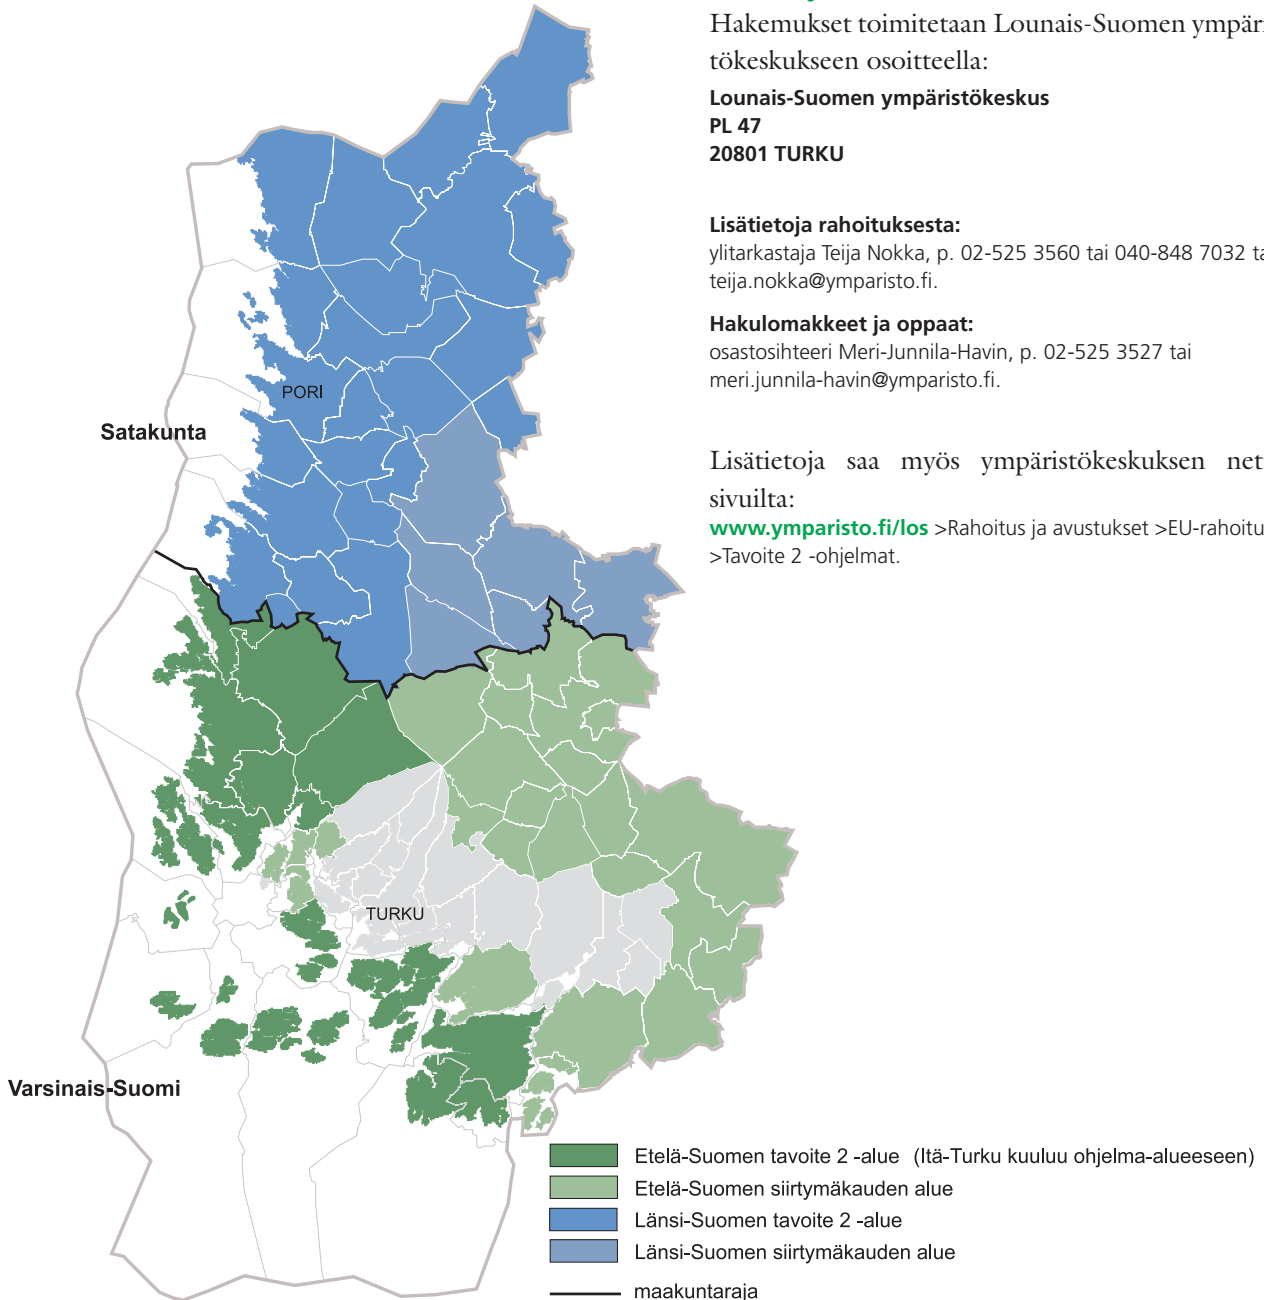 Hakemukset toimitetaan Lounais-Suomen ympäri
tökeskukseen osoitteella:
Lounais-Suomen ympäristökeskus
PL 47
20801 TURKU
Lisätietoja rahoituksesta:
ylitarkastaja Teija Nokka, p. 02-525 3560 tai 040-848 7032 ta
teija.nokka@ymparisto.fi.
Hakulomakkeet ja oppaat:
osastosihteeri Meri-Junnila-Havin, p. 02-525 3527 tai
meri.junnila-havin@ymparisto.fi.
Lisätietoja saa myös ympäristökeskuksen net
sivuilta:
www.ymparisto.fi/los >Rahoitus ja avustukset >EU-rahoitu
>Tavoite 2 -ohjelmat.
PORI
Satakunta
TURKU
Varsinais-Suomi
Etelä-Suomen tavoite 2 -alue (Itä-Turku kuuluu ohjelma-alueeseen)
Etelä-Suomen siirtymäkauden alue
Länsi-Suomen tavoite 2 -alue
Länsi-Suomen siirtymäkauden alue
maakuntaraja